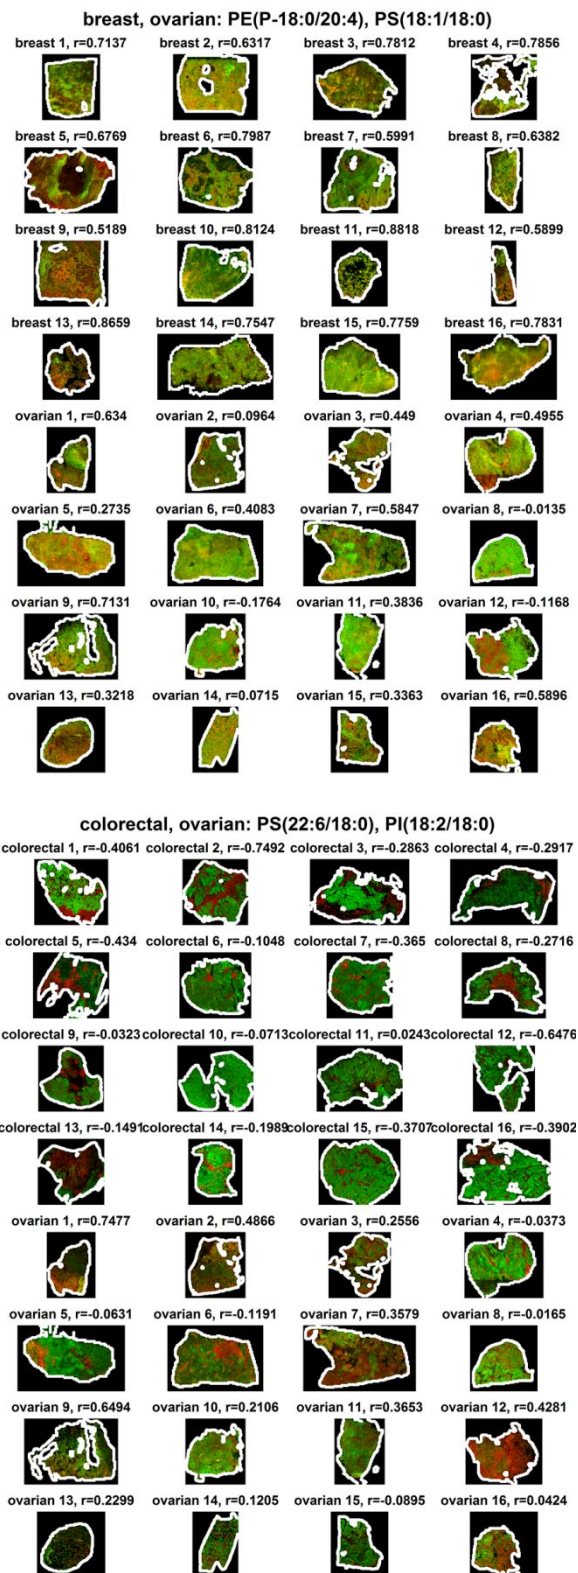 breast, ovarian: PE(P-18:0/20:4), PS(18:1/18:0)
breast 1, r=0.7137 breast 2, r=0.6317 breast 3, r=0.7812 breast 4, r=0.7856
breast 5, r=0.6769 breast 6, r=0.7987 breast 7, r=0.5991 breast 8, r=0.6382
breast 9, r=0.5189 breast 10, r=0.8124 breast 11, r=0.8818 breast 12, r=0.5899
breast 13, r=0.8659 breast 14, r=0.7547 breast 15, r=0.7759 breast 16, r=0.7831
ovarian 1, r=0.634 ovarian 2, r=0.0964 ovarian 3, r=0.449 ovarian 4, r=0.4955
ovarian 5, r=0.2735 ovarian 6, r=0.4083 ovarian 7, r=0.5847 ovarian 8, r=-0.0135
ovarian 9, r=0.7131 ovarian 10, r=-0.1764 ovarian 11, r=0.3836 ovarian 12, r=-0.1168
ovarian 13, r=0.3218 ovarian 14, r=0.0715 ovarian 15, r=0.3363 ovarian 16, r=0.5896
colorectal, ovarian: PS(22:6/18:0), PI(18:2/18:0)
colorectal 1, r=-0.4061 colorectal 2, r=-0.7492 colorectal 3, r=-0.2863 colorectal 4, r=-0.2917
colorectal 5, r=-0.434 colorectal 6, r=-0.1048 colorectal 7, r=-0.365 colorectal 8, r=-0.2716
colorectal 9, r=-0.0323 colorectal 10, r=-0.0713 colorectal 11, r=0.0243 colorectal 12, r=-0.6476
colorectal 13, r=-0.1491 colorectal 14, r=-0.1989 colorectal 15, r=-0.3707 colorectal 16, r=-0.3902
ovarian 1, r=0.7477 ovarian 2, r=0.4866 ovarian 3, r=0.2556 ovarian 4, r=-0.0373
ovarian 5, r=-0.0631 ovarian 6, r=-0.1191 ovarian 7, r=0.3579 ovarian 8, r=-0.0165
ovarian 9, r=0.6494 ovarian 10, r=0.2106 ovarian 11, r=0.3653 ovarian 12, r=0.4281
ovarian 13, r=0.2299 ovarian 14, r=0.1205 ovarian 15, r=-0.0895 ovarian 16, r=0.0424